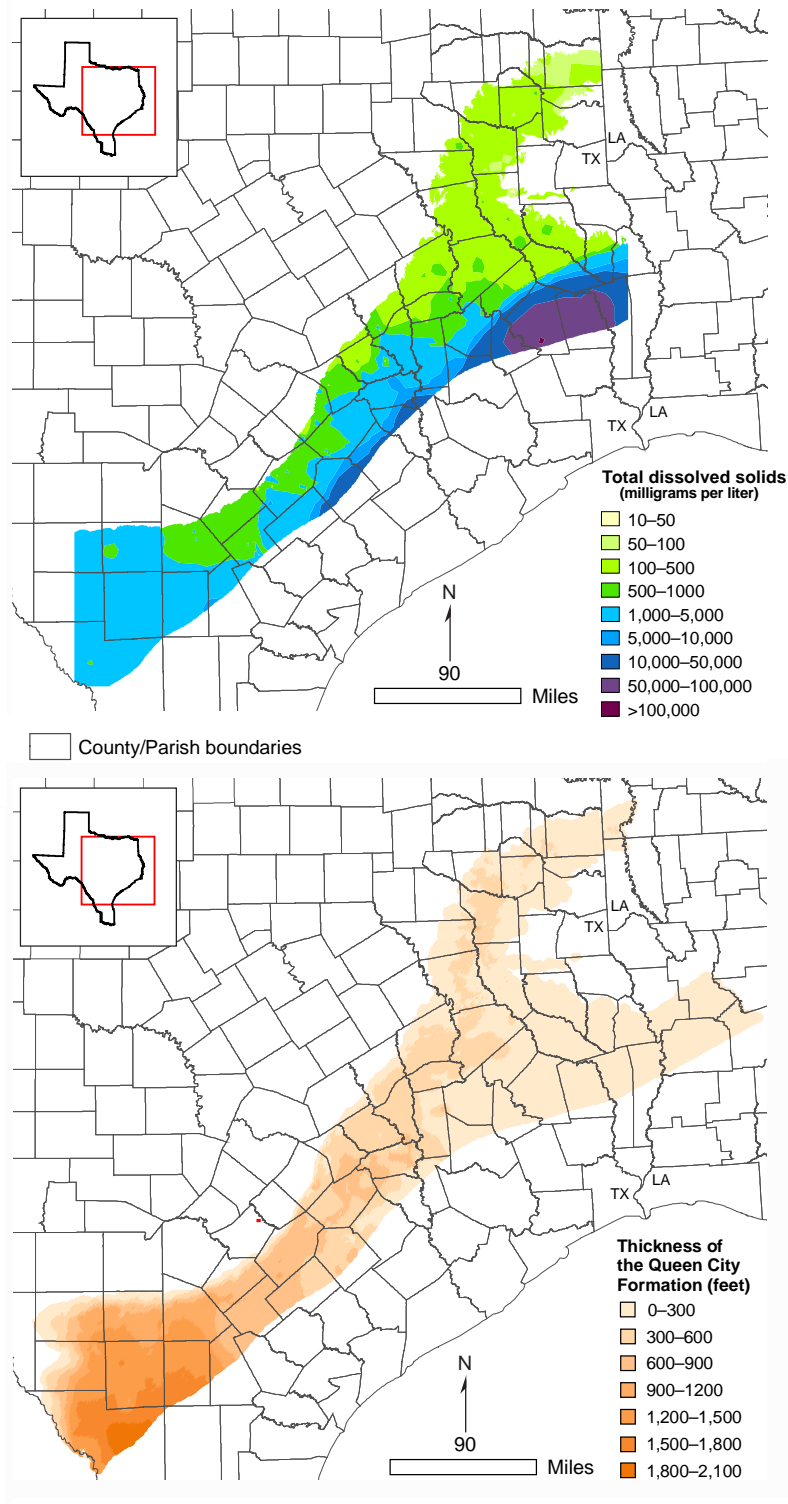 LA
TX
TX
LA
Total dissolved solids
(milligrams per liter)
10–50
50–100
100–500
500–1000
1,000–5,000
5,000–10,000
10,000–50,000
50,000–100,000
>100,000
N
90
Miles
County/Parish boundaries
LA
TX
TX
LA
Thickness of
the Queen City
Formation (feet)
0–300
300–600
600–900
900–1200
1,200–1,500
1,500–1,800
1,800–2,100
N
90
Miles